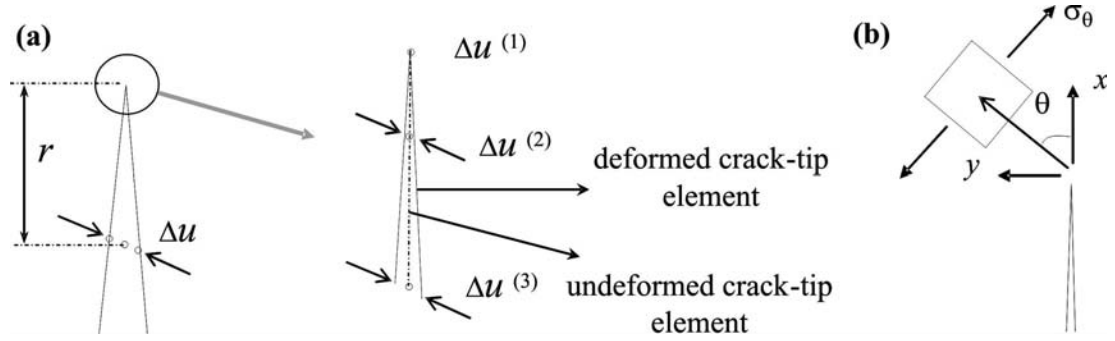 (a)
r
Δu
Δu (1)
Δu (2)
deformed crack-tip
element
Δu (3)
undeformed crack-tip
element
(b)
σθ
x
θ
y